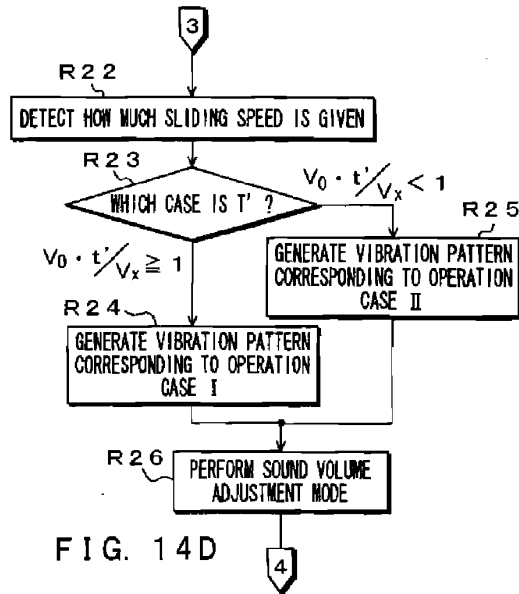 3
R22
DETECT HOW MUCH SLIDING SPEED IS GIVEN
R23
WHICH CASE IS T' ?
V0 · t'/Vx < 1
R25
GENERATE VIBRATION PATTERN
CORRESPONDING TO OPERATION
CASE II
V0 · t'/Vx ≧ 1
R24
GENERATE VIBRATION PATTERN
CORRESPONDING TO OPERATION
CASE I
R26
PERFORM SOUND VOLUME
ADJUSTMENT MODE
FIG. 14D
4